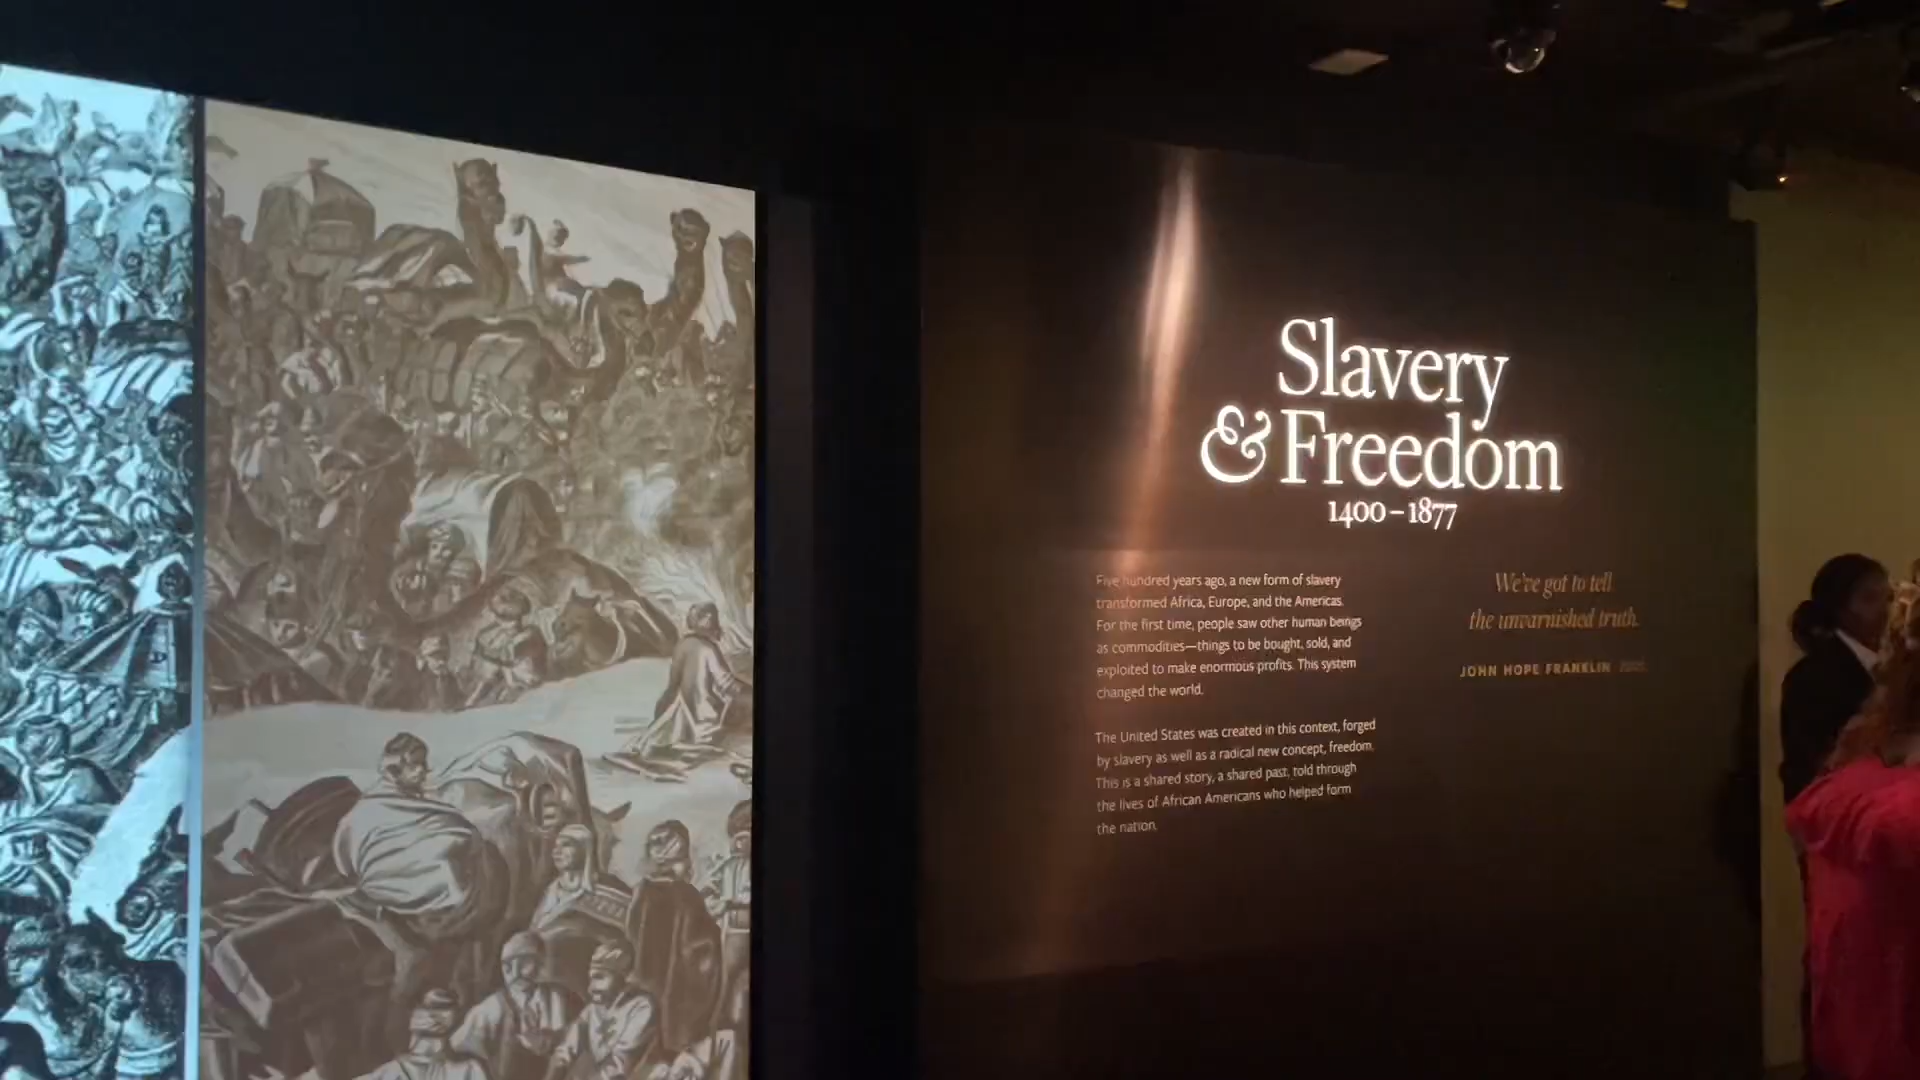 Slavery
& Freedom
1400–1877
Five hundred years ago, a new form of slavery
transformed Africa, Europe, and the Americas.
For the first time, people saw other human beings
as commodities—things to be bought, sold, and
exploited to make enormous profits. This system
changed the world.
The United States was created in this context, forged
by slavery as well as a radical new concept, freedom.
This is a shared story, a shared past, told through
the lives of African Americans who helped form
the nation.
We've got to tell
the unvarnished truth.
JOHN HOPE FRANKLIN